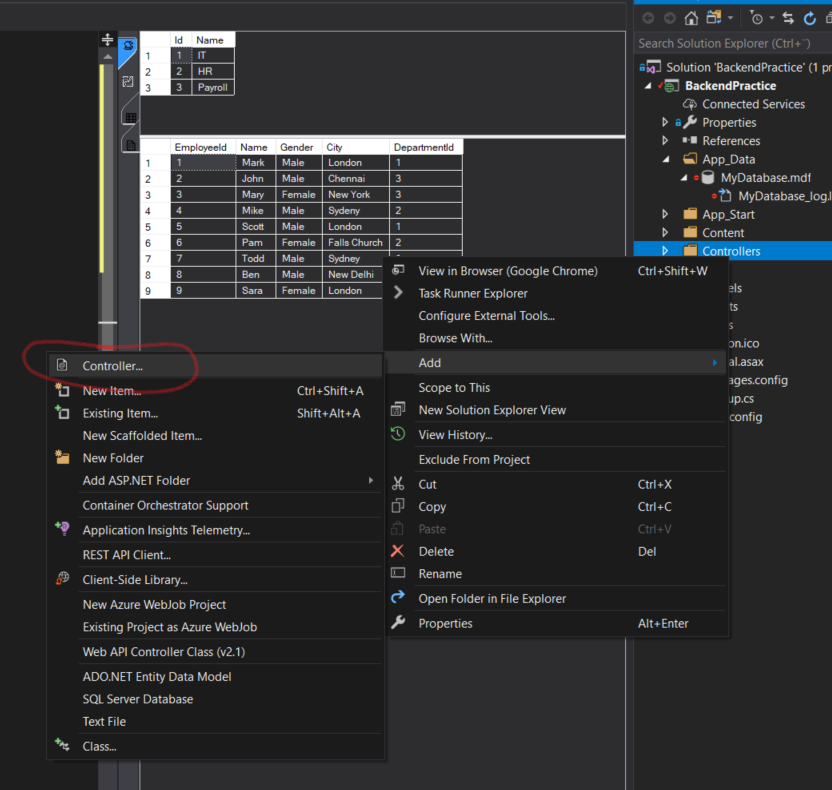 Id Name
1 1 IT
2 2 HR
3 3 Payroll
EmployeeId Name Gender City DepartmentId
1 1 Mark Male London 1
2 2 John Male Chennai 3
3 3 Mary Female New York 3
4 4 Mike Male Sydeny 2
5 5 Scott Male London 1
6 6 Pam Female Falls Church 2
7 7 Todd Male Sydney
8 8 Ben Male New Delhi
9 9 Sara Female London
Search Solution Explorer (Ctrl+¨)
Solution 'BackendPractice' (1 pr
BackendPractice
Connected Services
Properties
References
App_Data
MyDatabase.mdf
MyDatabase_log.l
App_Start
Content
Controllers
els
ts
s
on.ico
al.asax
ages.config
up.cs
config
View in Browser (Google Chrome) Ctrl+Shift+W
Task Runner Explorer
Configure External Tools...
Browse With...
Add
Scope to This
New Solution Explorer View
View History...
Exclude From Project
Cut Ctrl+X
Copy Ctrl+C
Paste Ctrl+V
Delete Del
Rename
Open Folder in File Explorer
Properties Alt+Enter
Controller...
New Item... Ctrl+Shift+A
Existing Item... Shift+Alt+A
New Scaffolded Item...
New Folder
Add ASP.NET Folder
Container Orchestrator Support
Application Insights Telemetry...
REST API Client...
Client-Side Library...
New Azure WebJob Project
Existing Project as Azure WebJob
Web API Controller Class (v2.1)
ADO.NET Entity Data Model
SQL Server Database
Text File
Class...